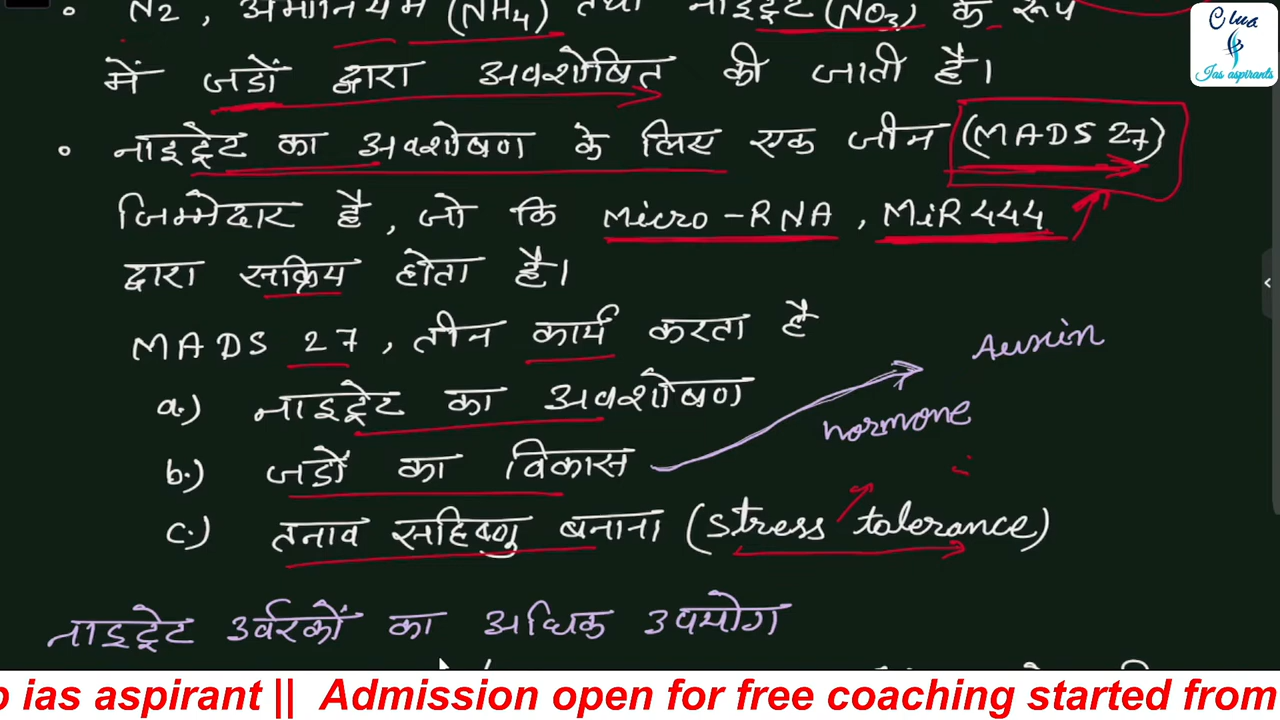 • N2, अमोनियम (NH4) तथा नाइट्रेट (NO3) के रूप
में जडों द्वारा अवशोषित की जाती है।
• नाइट्रेट का अवशोषण के लिए एक जीन (MADS 27)
जिम्मेदार है, जो कि Micro-RNA, MiR444
द्वारा सक्रिय होता है।
MADS 27, तीन कार्य करता है
a.) नाइट्रेट का अवशोषण
b.) जडों का विकास
c.) तनाव सहिष्णु बनाना (stress tolerance)
Auxin
hormone
नाइट्रेट उर्वरकों का अधिक उपयोग
Ias aspirants
ias aspirant || Admission open for free coaching started from